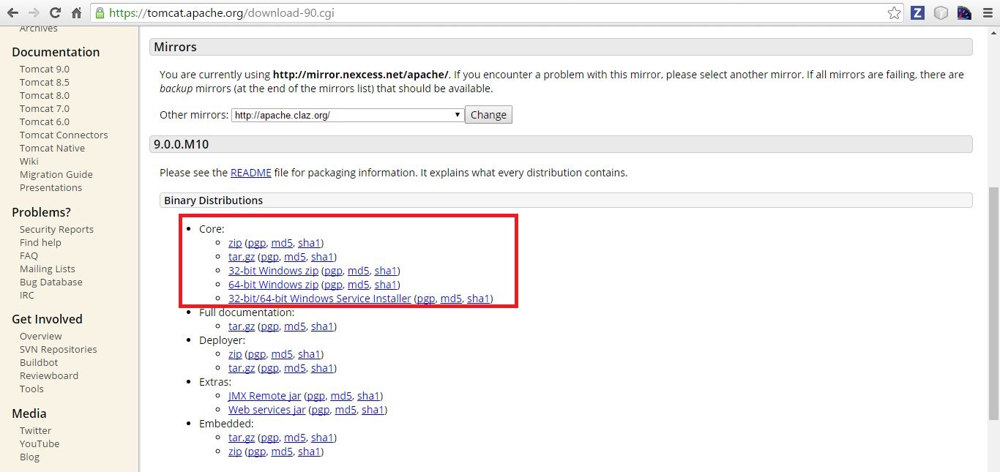 https://tomcat.apache.org/download-90.cgi
Z
Archives
Documentation
Tomcat 9.0
Tomcat 8.5
Tomcat 8.0
Tomcat 7.0
Tomcat 6.0
Tomcat Connectors
Tomcat Native
Wiki
Migration Guide
Presentations
Problems?
Security Reports
Find help
FAQ
Mailing Lists
Bug Database
IRC
Get Involved
Overview
SVN Repositories
Buildbot
Reviewboard
Tools
Media
Twitter
YouTube
Blog
Mirrors
You are currently using http://mirror.nexcess.net/apache/. If you encounter a problem with this mirror, please select another mirror. If all mirrors are failing, there are
backup mirrors (at the end of the mirrors list) that should be available.
Other mirrors: http://apache.claz.org/ Change
9.0.0.M10
Please see the README file for packaging information. It explains what every distribution contains.
Binary Distributions
Core:
zip (pgp, md5, sha1)
tar.gz (pgp, md5, sha1)
32-bit Windows zip (pgp, md5, sha1)
64-bit Windows zip (pgp, md5, sha1)
32-bit/64-bit Windows Service Installer (pgp, md5, sha1)
Full documentation:
tar.gz (pgp, md5, sha1)
Deployer:
zip (pgp, md5, sha1)
tar.gz (pgp, md5, sha1)
Extras:
JMX Remote jar (pgp, md5, sha1)
Web services jar (pgp, md5, sha1)
Embedded:
tar.gz (pgp, md5, sha1)
zip (pgp, md5, sha1)